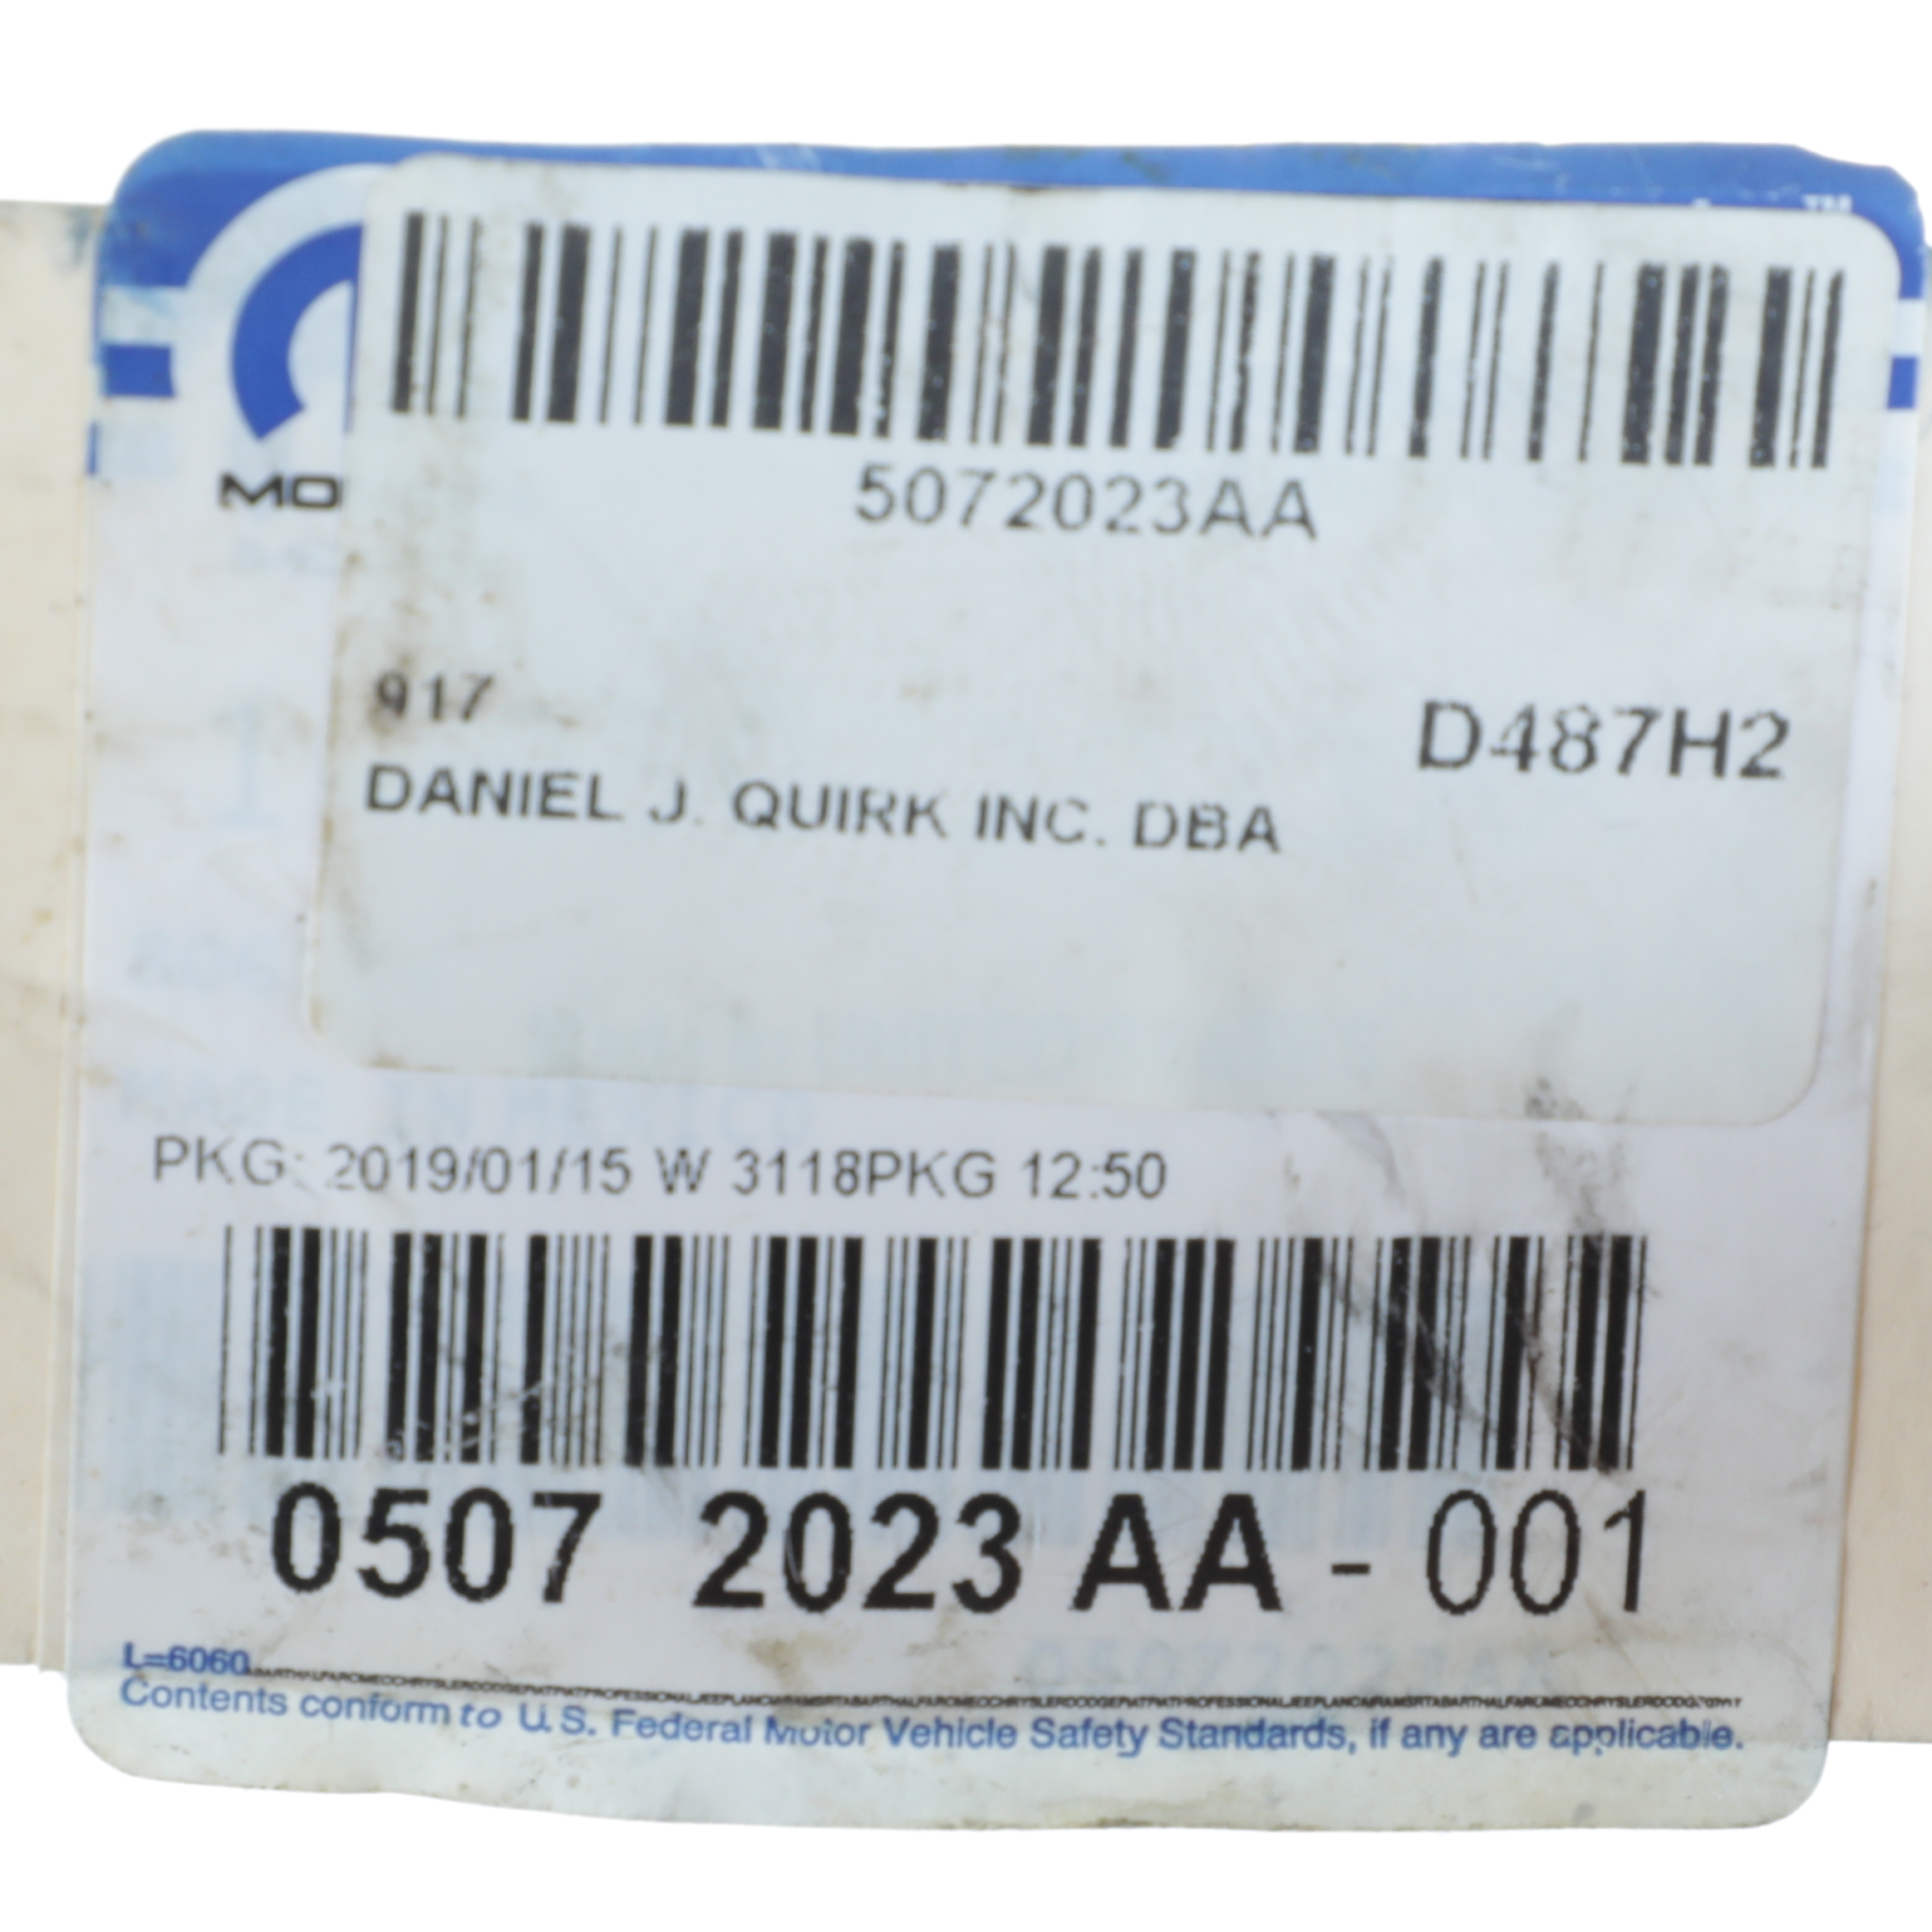 ™
MO
5072023AA
917
D487H2
DANIEL J. QUIRK INC. DBA
PKG: 2019/01/15 W 3118PKG 12:50
0507 2023 AA - 001
L=6060
Contents conform to U.S. Federal Motor Vehicle Safety Standards, if any are applicable.